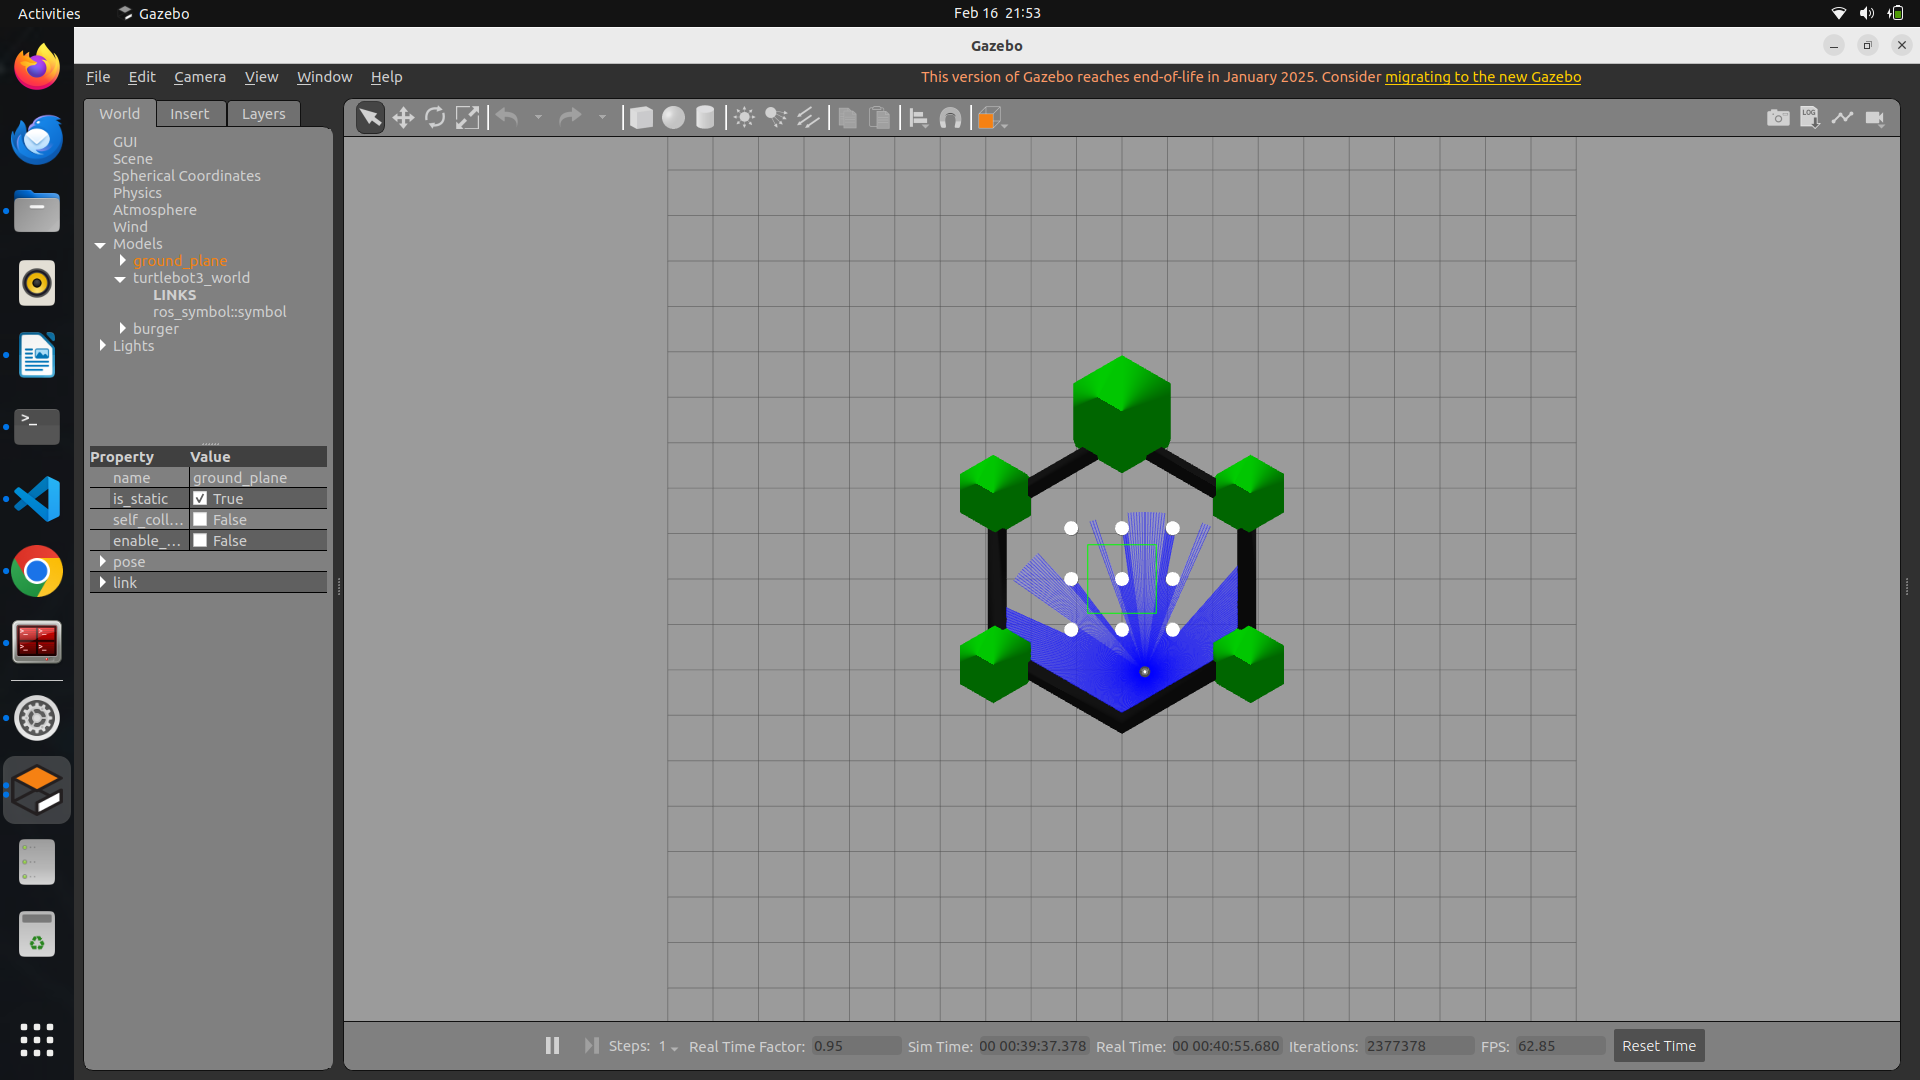 Activities Gazebo Feb 16 21:53
Gazebo
File Edit Camera View Window Help This version of Gazebo reaches end-of-life in January 2025. Consider migrating to the new Gazebo
World Insert Layers
LOG
GUI
Scene
Spherical Coordinates
Physics
Atmosphere
Wind
Models
ground_plane
turtlebot3_world
LINKS
ros_symbol::symbol
burger
Lights
Property Value
name ground_plane
is_static True
self_coll... False
enable_... False
pose
link
Steps: 1 Real Time Factor: 0.95 Sim Time: 00 00:39:37.378 Real Time: 00 00:40:55.680 Iterations: 2377378 FPS: 62.85 Reset Time